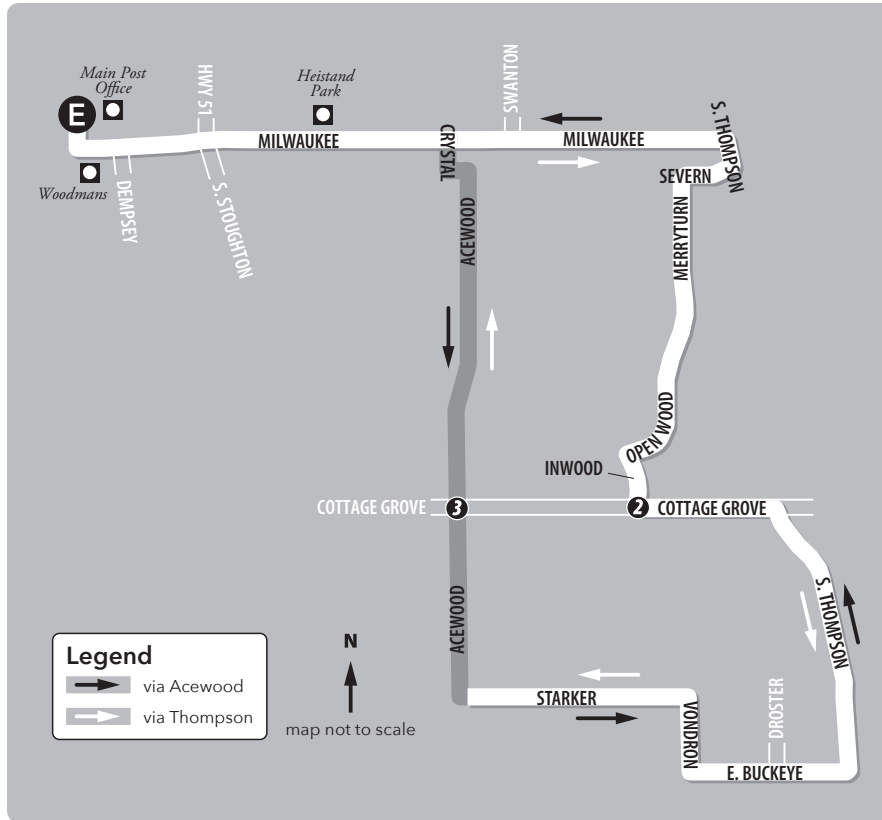 Main Post
Office
HWY 51
Heistand
Park
SWANTON
S. THOMPSON
E
MILWAUKEE
CRYSTAL
MILWAUKEE
Woodmans
DEMPSEY
S. STOUGHTON
SEVERN
ACEWOOD
MERRYTURN
OPEN WOOD
INWOOD
COTTAGE GROVE
3
2
COTTAGE GROVE
S. THOMPSON
ACEWOOD
Legend
via Acewood
via Thompson
N
map not to scale
STARKER
VONDRON
DROSTER
E. BUCKEYE